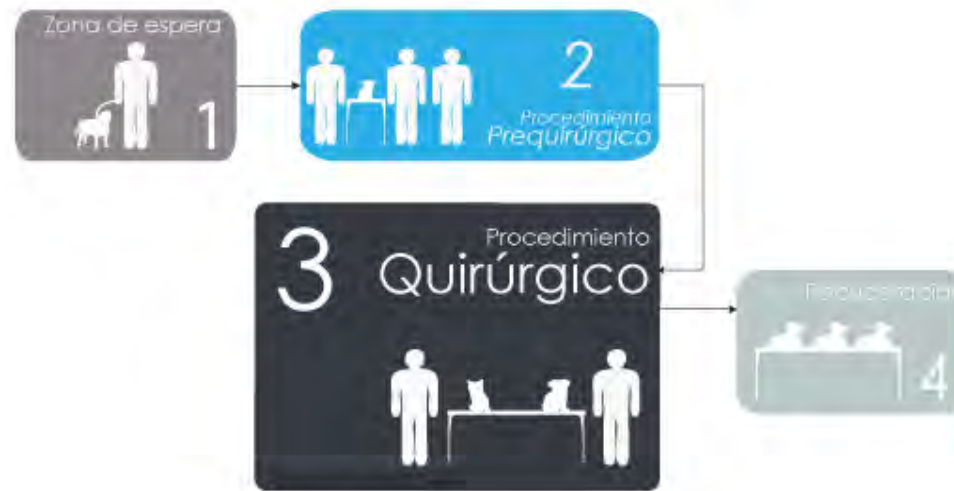 Zona de espera
1
2
Procedimiento
Prequirúrgico
3
Procedimiento
Quirúrgico
4